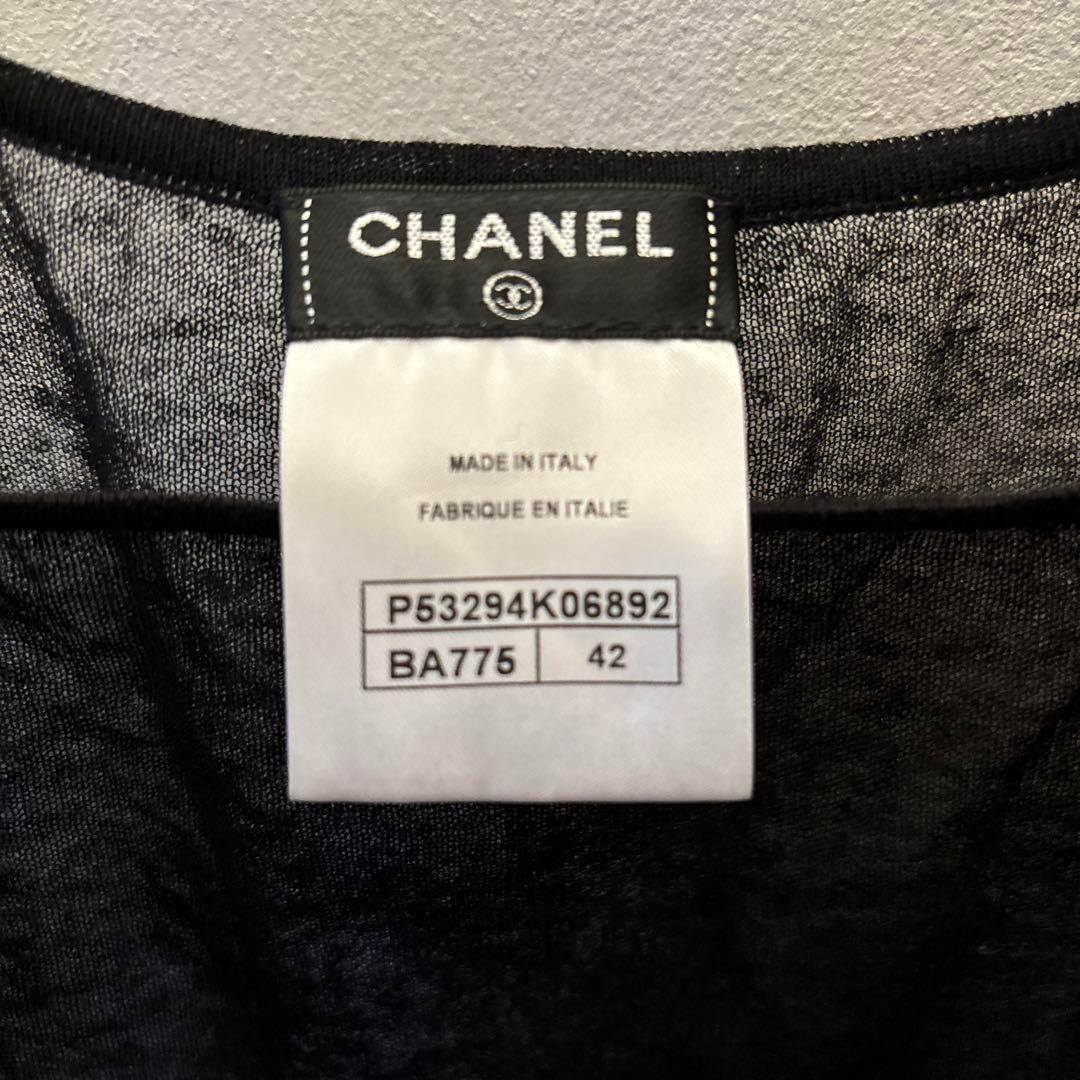 CHANEL
MADE IN ITALY
FABRIQUE EN ITALIE
P53294K06892
BA775 42